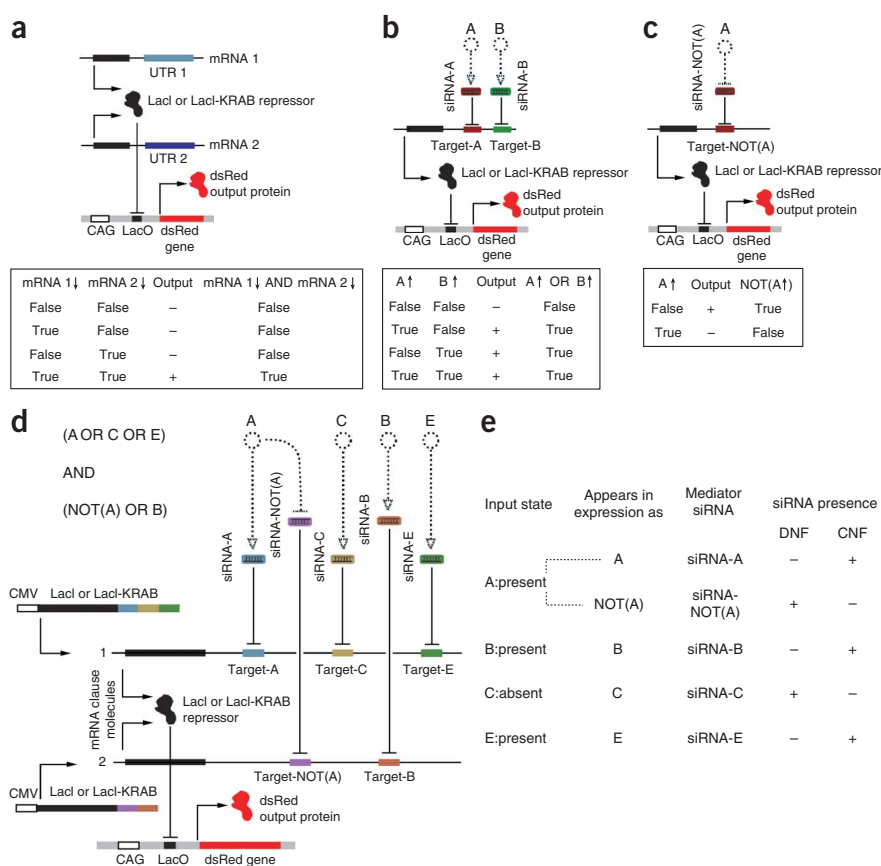 a
mRNA 1
UTR 1
LacI or LacI-KRAB repressor
mRNA 2
UTR 2
dsRed
output protein
CAG LacO dsRed
gene
mRNA 1↓ mRNA 2↓ Output mRNA 1↓ AND mRNA 2↓
False False – False
True False – False
False True – False
True True + True
b
A B
siRNA-A
siRNA-B
Target-A Target-B
LacI or LacI-KRAB repressor
dsRed
output protein
CAG LacO dsRed
gene
A↑ B↑ Output A↑ OR B↑
False False – False
True False + True
False True + True
True True + True
c
A
siRNA-NOT(A)
Target-NOT(A)
LacI or LacI-KRAB repressor
dsRed
output protein
CAG LacO dsRed
gene
A↑ Output NOT(A↑)
False + True
True – False
d
(A OR C OR E)
AND
(NOT(A) OR B)
A C B E
siRNA-A
siRNA-NOT(A)
siRNA-C
siRNA-B
siRNA-E
CMV LacI or LacI-KRAB
1
Target-A Target-C Target-E
mRNA clause
molecules
LacI or LacI-KRAB
repressor
2
Target-NOT(A) Target-B
CMV LacI or LacI-KRAB
dsRed
output protein
CAG LacO dsRed gene
e
Input state Appears in expression as Mediator siRNA siRNA presence
DNF CNF
A:present A siRNA-A – +
NOT(A) siRNA-NOT(A) + –
B:present B siRNA-B – +
C:absent C siRNA-C + –
E:present E siRNA-E – +